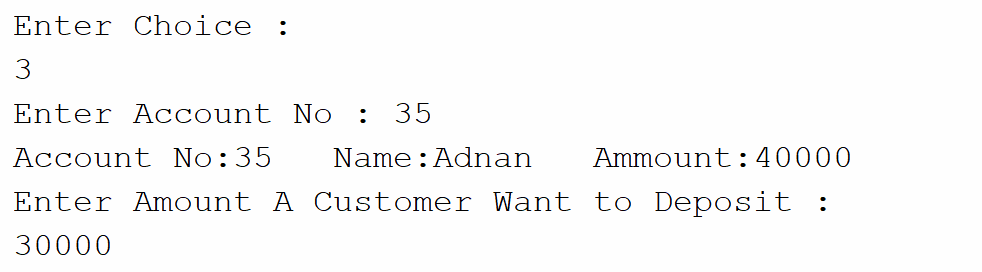 Enter Choice :
3
Enter Account No : 35
Account No:35   Name:Adnan   Ammount:40000
Enter Amount A Customer Want to Deposit :
30000